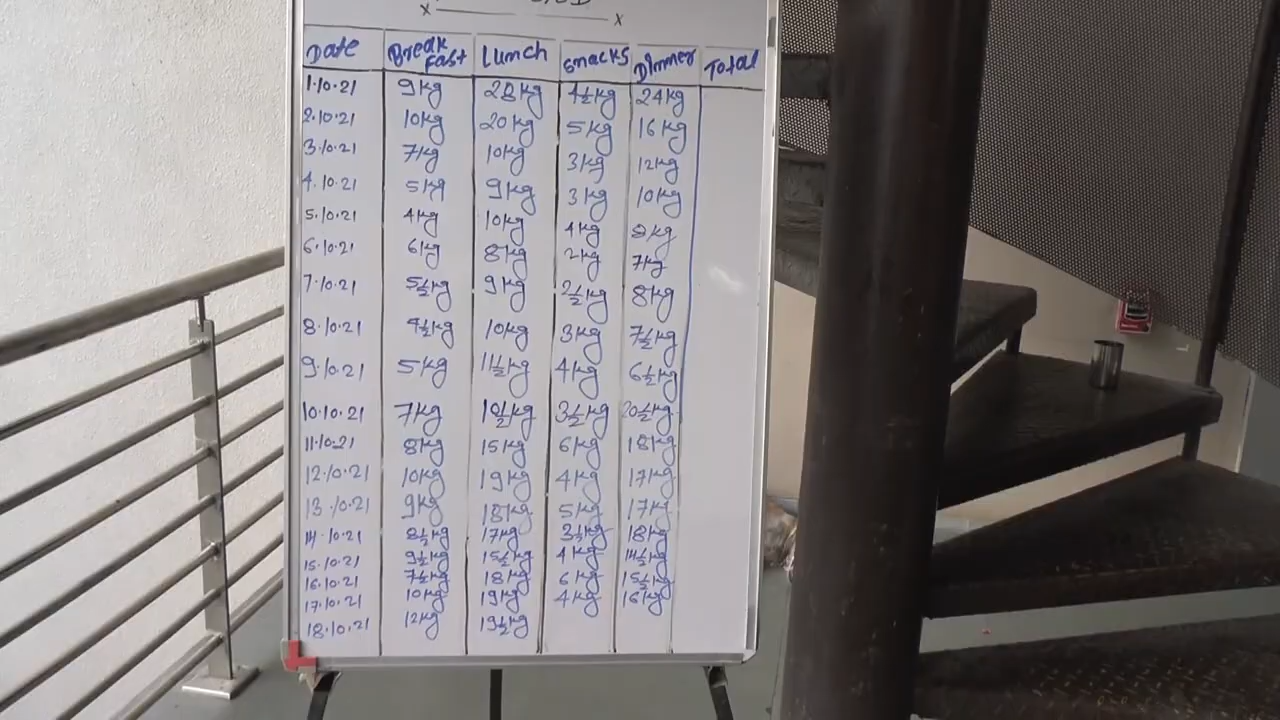 Date Breakfast Lunch Snacks Dinner Total
1.10.21 9kg 28kg 4½kg 24kg
2.10.21 10kg 20kg 5kg 16kg
3.10.21 7kg 10kg 3kg 12kg
4.10.21 5kg 9kg 3kg 10kg
5.10.21 4kg 10kg 4kg 9kg
6.10.21 6kg 8kg 2kg 7kg
7.10.21 5½kg 9kg 2½kg 8kg
8.10.21 4½kg 10kg 3kg 7½kg
9.10.21 5kg 11½kg 4kg 6½kg
10.10.21 7kg 10½kg 3½kg 20½kg
11.10.21 8kg 15kg 6kg 18kg
12.10.21 10kg 19kg 4kg 17kg
13.10.21 9kg 18kg 5kg 17kg
14.10.21 8½kg 17kg 3½kg 18kg
15.10.21 9½kg 15½kg 4kg 14½kg
16.10.21 7½kg 18kg 6kg 15½kg
17.10.21 10kg 19kg 4kg 16kg
18.10.21 12kg 19½kg